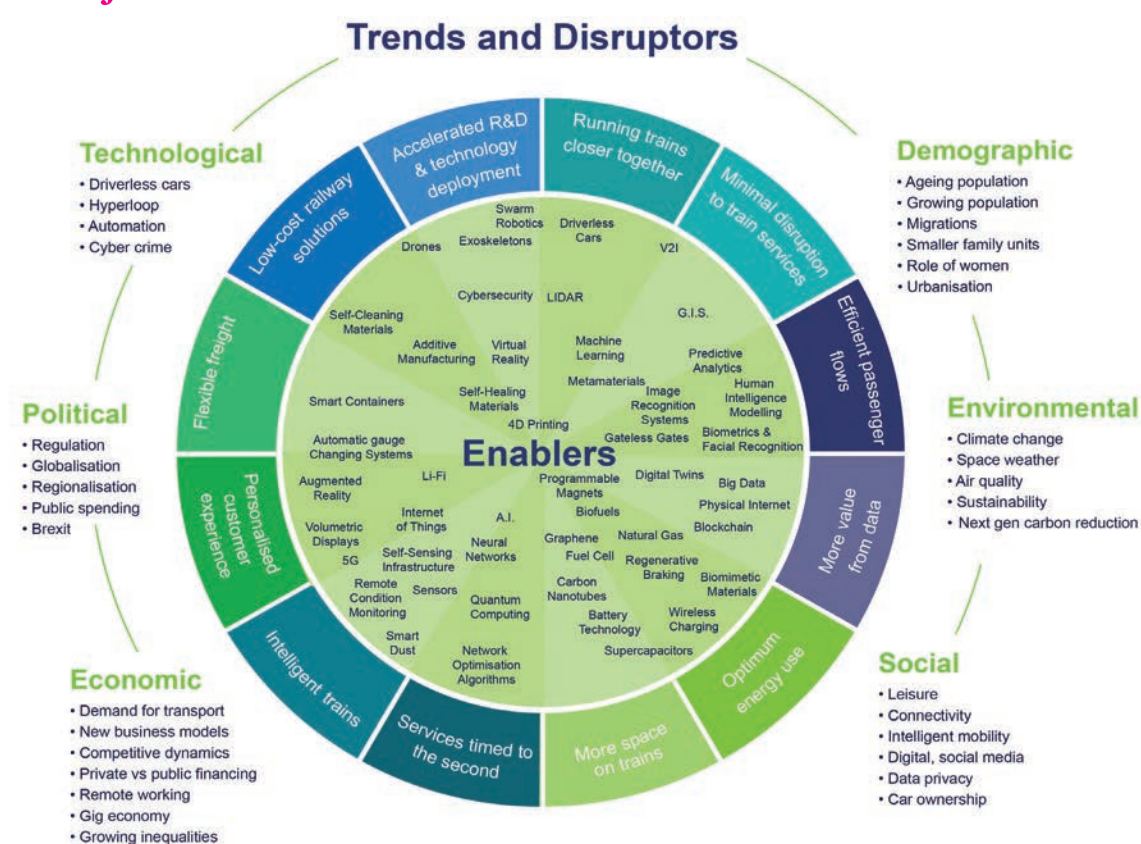 Trends and Disruptors
Technological
• Driverless cars
• Hyperloop
• Automation
• Cyber crime
Political
• Regulation
• Globalisation
• Regionalisation
• Public spending
• Brexit
Economic
• Demand for transport
• New business models
• Competitive dynamics
• Private vs public financing
• Remote working
• Gig economy
• Growing inequalities
Demographic
• Ageing population
• Growing population
• Migrations
• Smaller family units
• Role of women
• Urbanisation
Environmental
• Climate change
• Space weather
• Air quality
• Sustainability
• Next gen carbon reduction
Social
• Leisure
• Connectivity
• Intelligent mobility
• Digital, social media
• Data privacy
• Car ownership
Accelerated R&D
& technology
deployment
Running trains
closer together
Minimal disruption
to train services
Efficient passenger
flows
More value
from data
Optimum
energy use
More space
on trains
Services timed to
the second
Intelligent trains
Personalised
customer
experience
Flexible freight
Low-cost railway
solutions
Swarm
Robotics
Driverless
Cars
Drones
Exoskeletons
V2I
Cybersecurity
LIDAR
G.I.S.
Self-Cleaning
Materials
Additive
Manufacturing
Virtual
Reality
Machine
Learning
Predictive
Analytics
Metamaterials
Image
Recognition
Systems
Human
Intelligence
Modelling
Smart Containers
Self-Healing
Materials
4D Printing
Gateless Gates
Biometrics &
Facial Recognition
Automatic gauge
Changing Systems
Enablers
Augmented
Reality
Li-Fi
Programmable
Magnets
Digital Twins
Big Data
Physical Internet
Volumetric
Displays
Internet
of Things
A.I.
Biofuels
Blockchain
5G
Self-Sensing
Infrastructure
Neural
Networks
Graphene
Natural Gas
Fuel Cell
Regenerative
Braking
Biomimetic
Materials
Remote
Condition
Monitoring
Sensors
Quantum
Computing
Carbon
Nanotubes
Battery
Technology
Wireless
Charging
Smart
Dust
Network
Optimisation
Algorithms
Supercapacitors